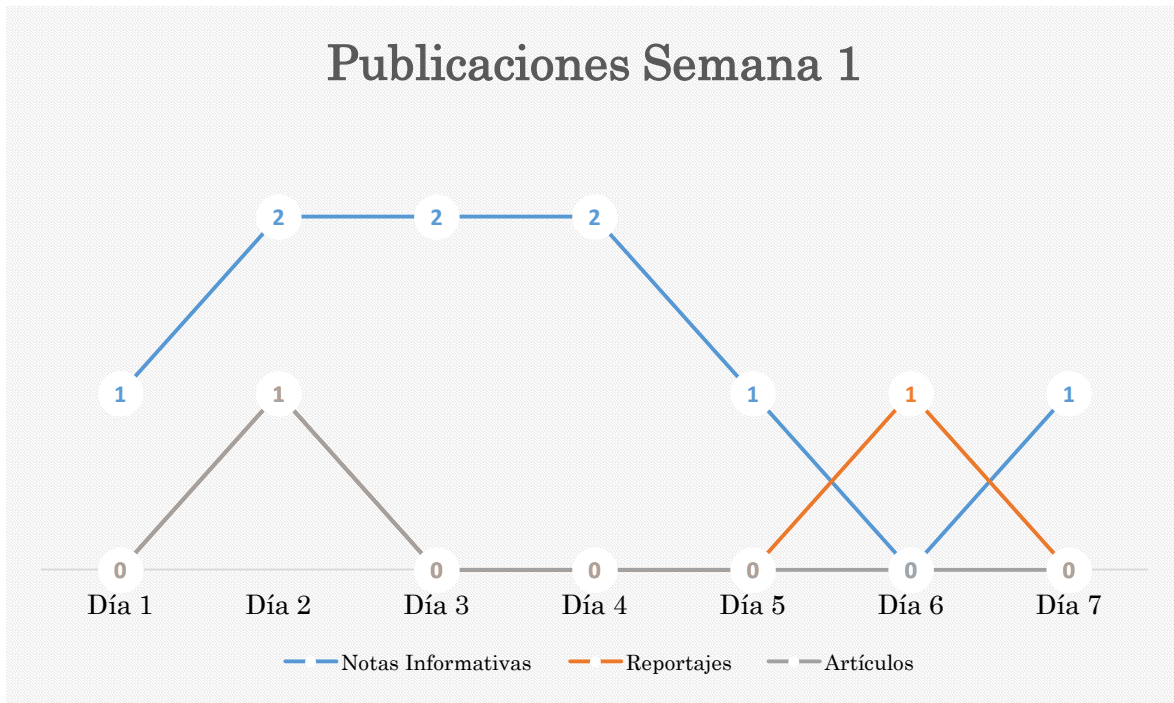 Publicaciones Semana 1
2 2 2
1 1 1 1 1
0 0 0 0 0 0
Día 1 Día 2 Día 3 Día 4 Día 5 Día 6 Día 7
Notas Informativas Reportajes Artículos